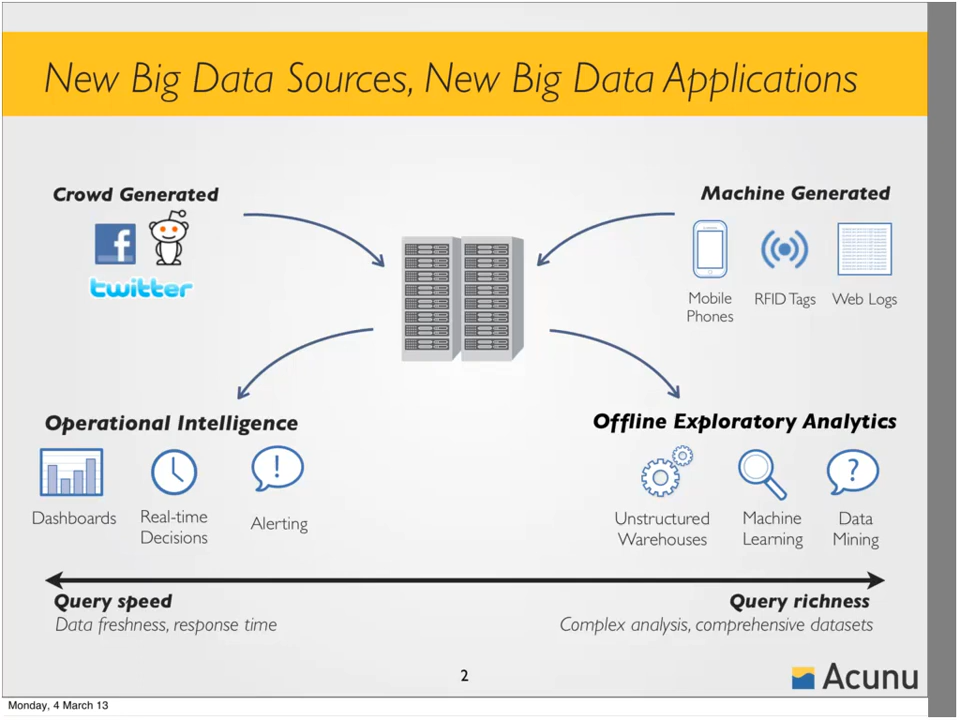 New Big Data Sources, New Big Data Applications
Crowd Generated
f
twitter
Machine Generated
Mobile
Phones
RFID Tags
Web Logs
Operational Intelligence
Dashboards
Real-time
Decisions
!
Alerting
Offline Exploratory Analytics
Unstructured
Warehouses
Machine
Learning
?
Data
Mining
Query speed
Data freshness, response time
Query richness
Complex analysis, comprehensive datasets
2
Acunu
Monday, 4 March 13